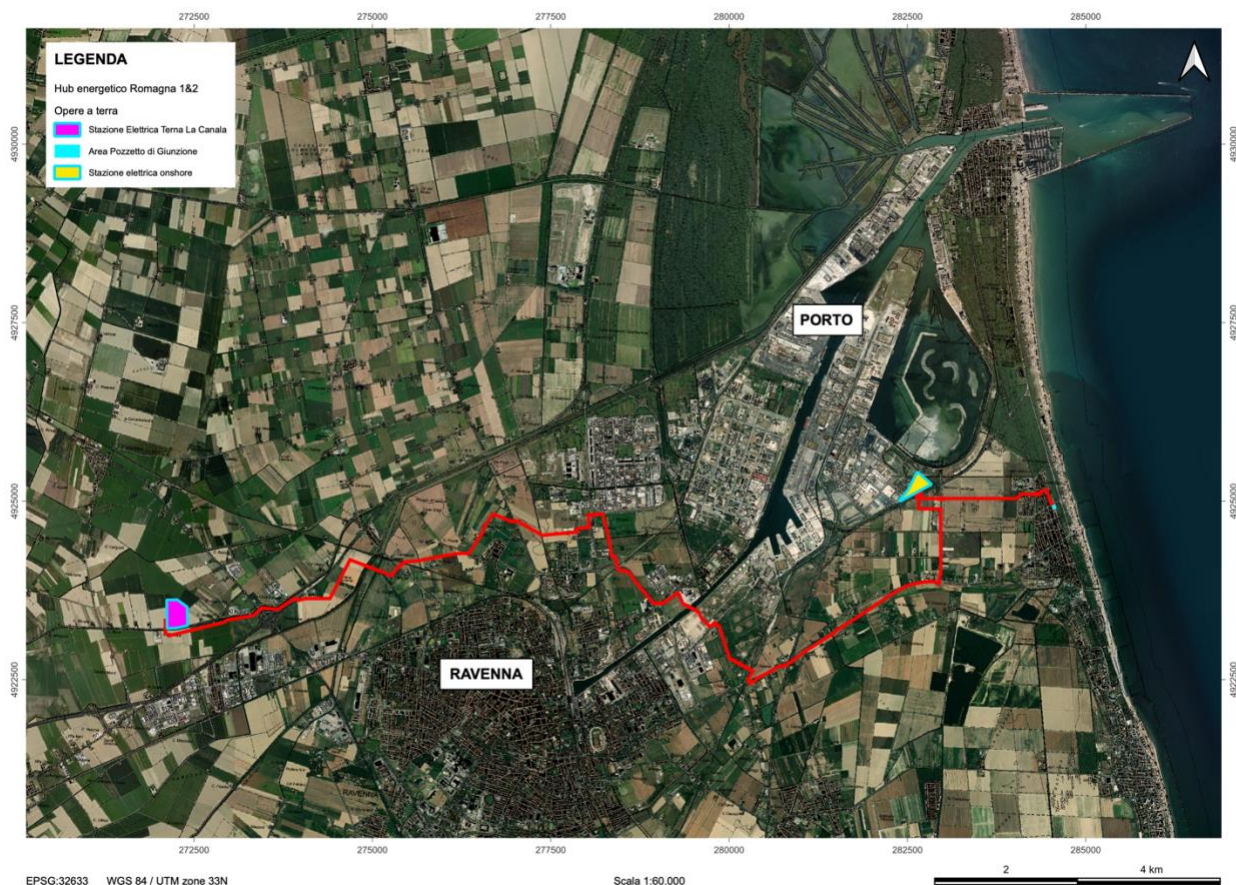 272500 275000 277500 280000 282500 285000
LEGENDA
Hub energetico Romagna 1&2
Opere a terra
Stazione Elettrica Terna La Canala
Area Pozzetto di Giunzione
Stazione elettrica onshore
4930000 4930000
4927500 4927500
PORTO
4925000 4925000
RAVENNA
4922500 4922500
RAVENNA
272500 275000 277500 280000 282500 285000
EPSG:32633 WGS 84 / UTM zone 33N
Scala 1:60.000
2 4 km